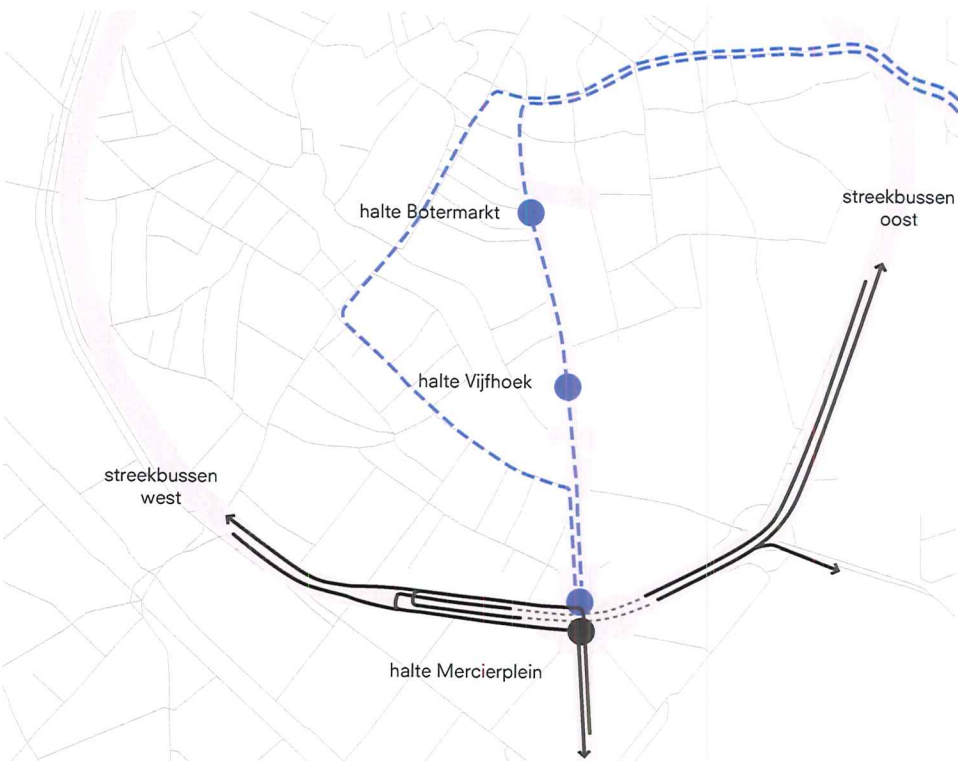 halte Botermarkt
streekbussen
oost
halte Vijfhoek
streekbussen
west
halte Mercierplein